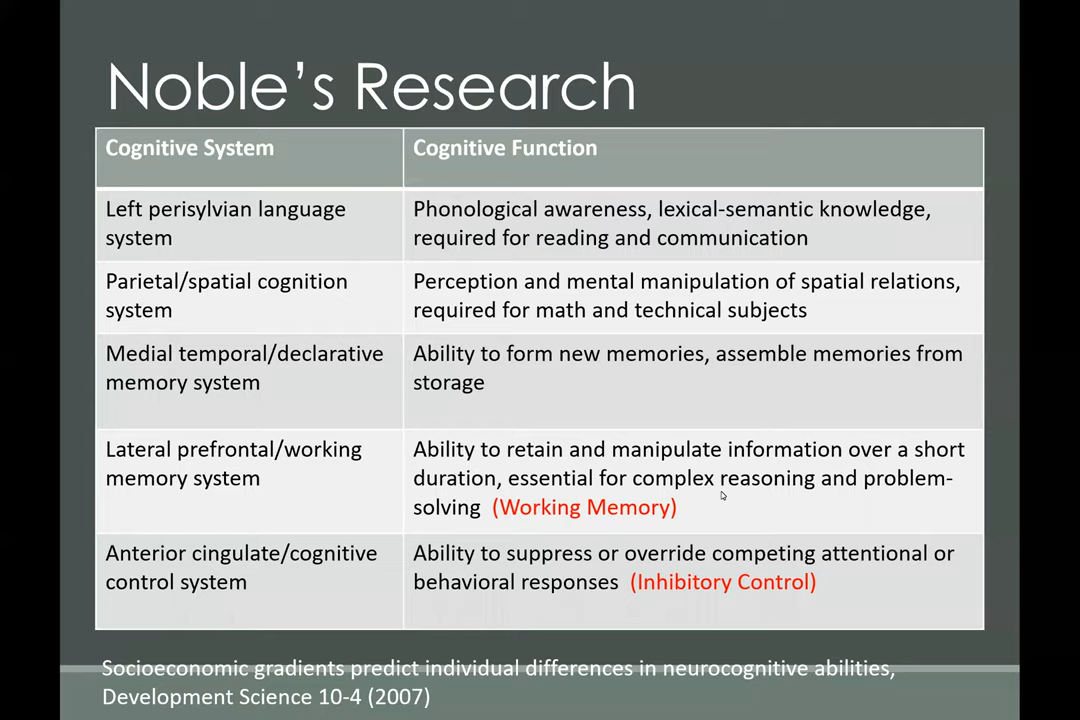 Noble’s Research
Cognitive System
Cognitive Function
Left perisylvian language
system
Phonological awareness, lexical-semantic knowledge,
required for reading and communication
Parietal/spatial cognition
system
Perception and mental manipulation of spatial relations,
required for math and technical subjects
Medial temporal/declarative
memory system
Ability to form new memories, assemble memories from
storage
Lateral prefrontal/working
memory system
Ability to retain and manipulate information over a short
duration, essential for complex reasoning and problem-
solving (Working Memory)
Anterior cingulate/cognitive
control system
Ability to suppress or override competing attentional or
behavioral responses (Inhibitory Control)
Socioeconomic gradients predict individual differences in neurocognitive abilities,
Development Science 10-4 (2007)